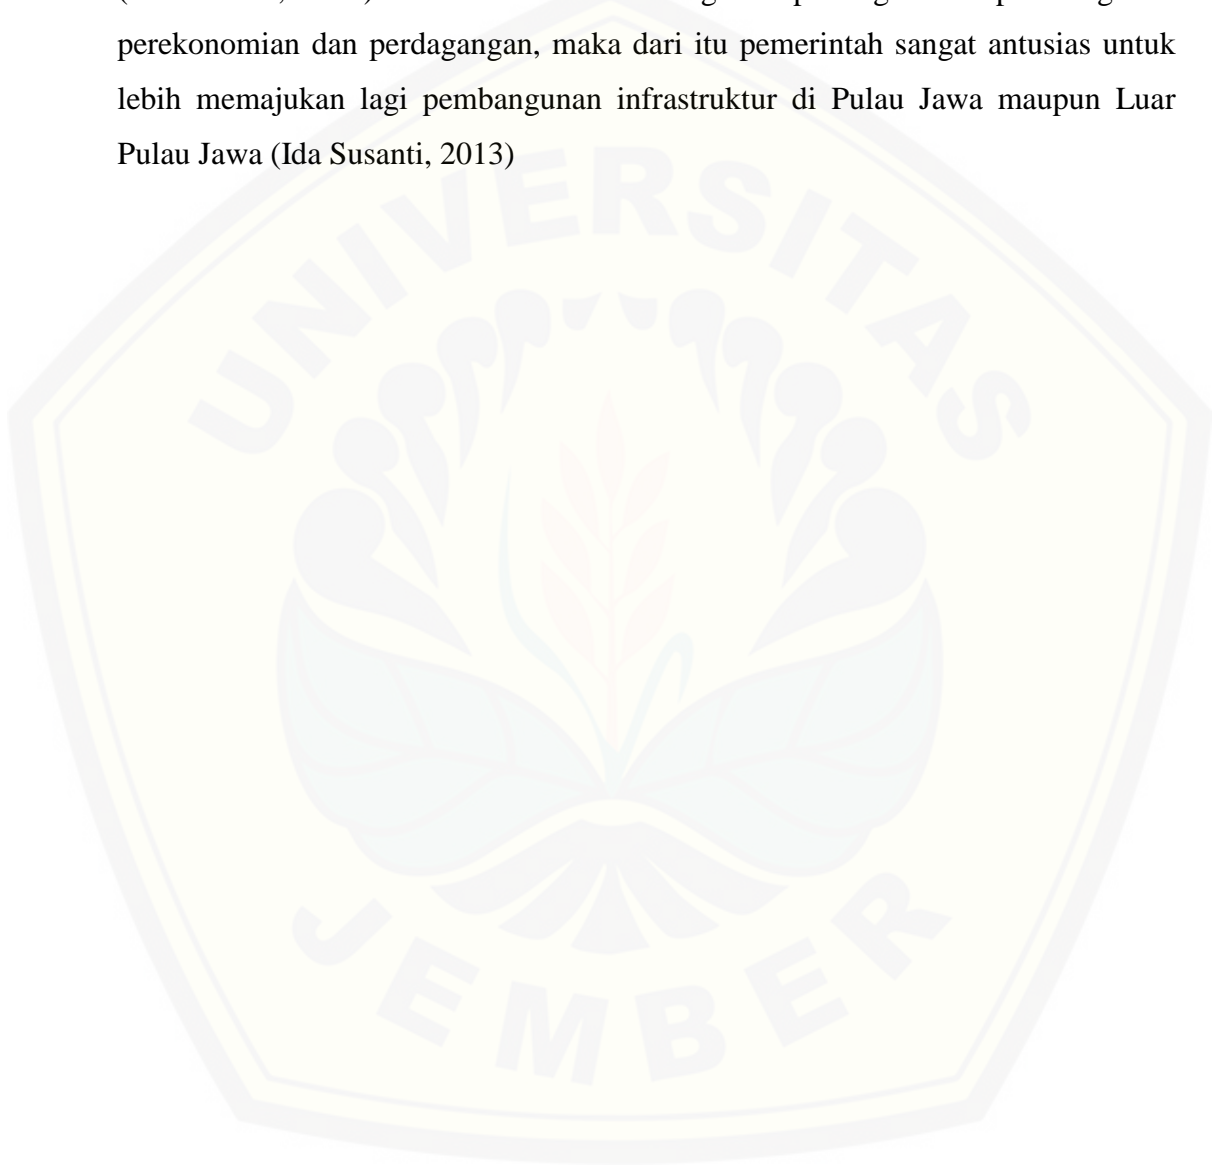 perekonomian dan perdagangan, maka dari itu pemerintah sangat antusias untuk
lebih memajukan lagi pembangunan infrastruktur di Pulau Jawa maupun Luar
Pulau Jawa (Ida Susanti, 2013)
UNIVERSITAS
JEMBER